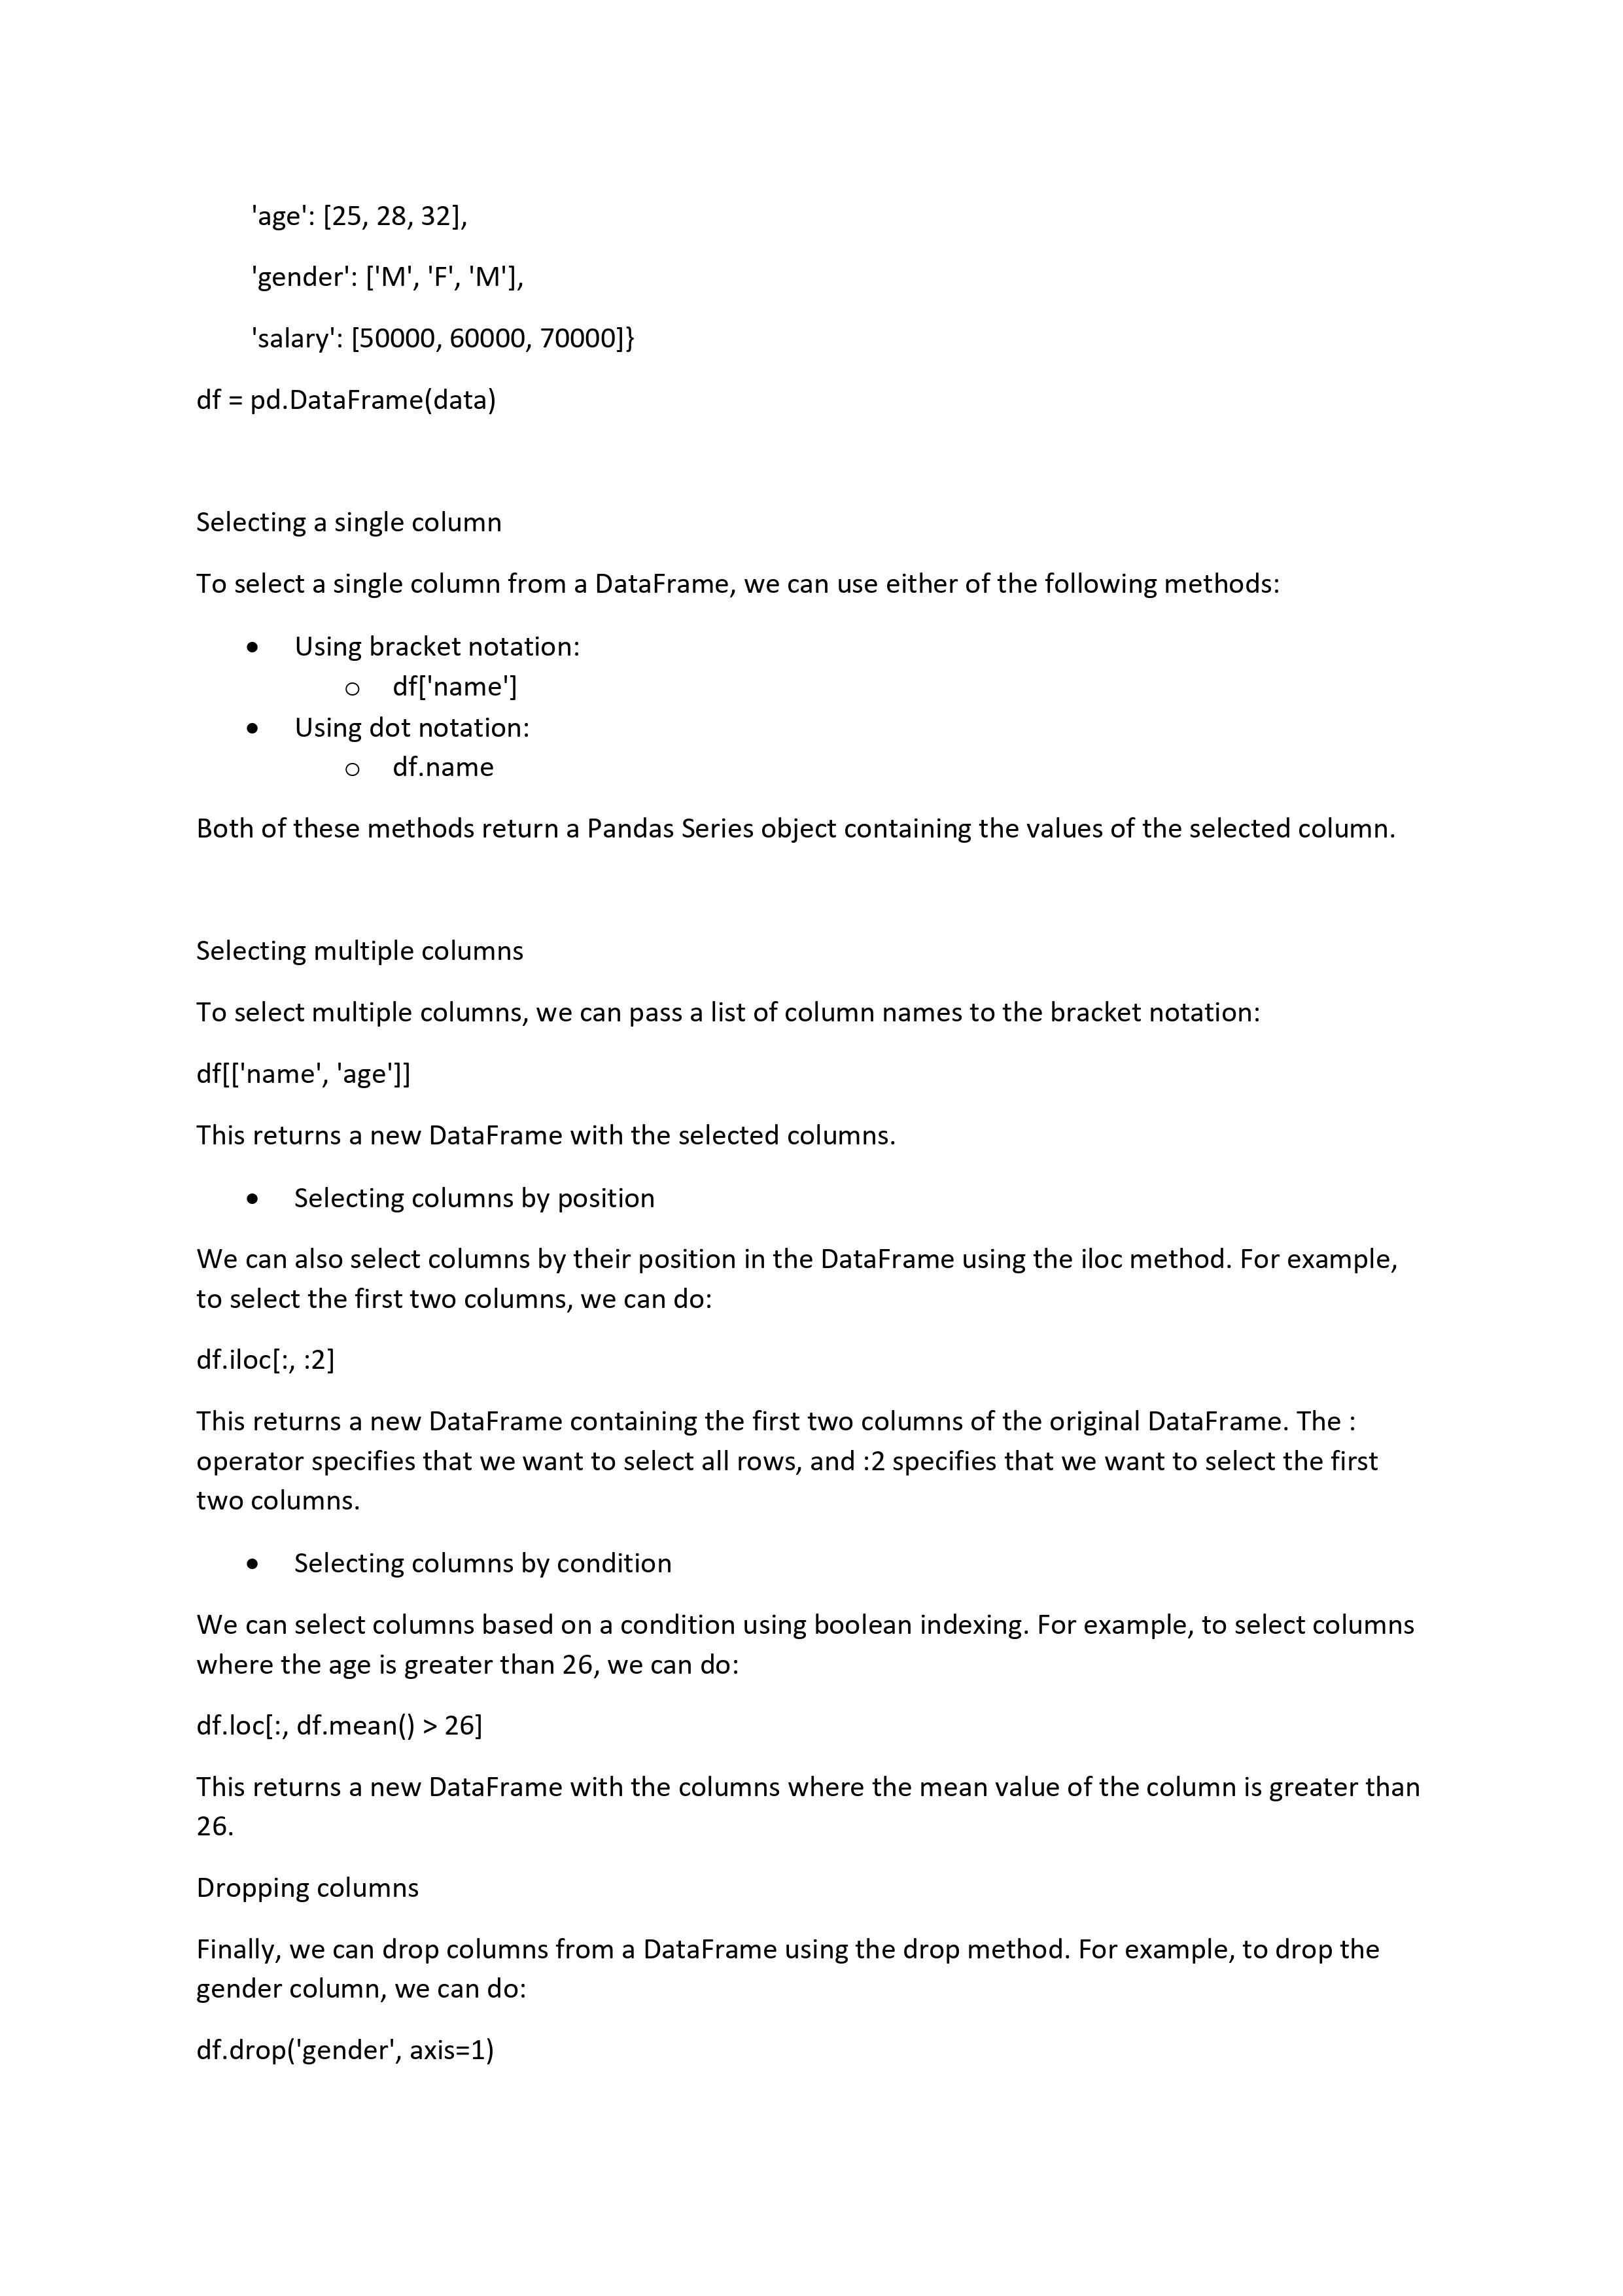 'age': [25, 28, 32],
'gender': ['M', 'F', 'M'],
'salary': [50000, 60000, 70000]}
df = pd.DataFrame(data)
Selecting a single column
To select a single column from a DataFrame, we can use either of the following methods:
• Using bracket notation:
o df['name']
• Using dot notation:
o df.name
Both of these methods return a Pandas Series object containing the values of the selected column.
Selecting multiple columns
To select multiple columns, we can pass a list of column names to the bracket notation:
df[['name', 'age']]
This returns a new DataFrame with the selected columns.
• Selecting columns by position
We can also select columns by their position in the DataFrame using the iloc method. For example,
to select the first two columns, we can do:
df.iloc[:, :2]
This returns a new DataFrame containing the first two columns of the original DataFrame. The :
operator specifies that we want to select all rows, and :2 specifies that we want to select the first
two columns.
• Selecting columns by condition
We can select columns based on a condition using boolean indexing. For example, to select columns
where the age is greater than 26, we can do:
df.loc[:, df.mean() > 26]
This returns a new DataFrame with the columns where the mean value of the column is greater than
26.
Dropping columns
Finally, we can drop columns from a DataFrame using the drop method. For example, to drop the
gender column, we can do:
df.drop('gender', axis=1)